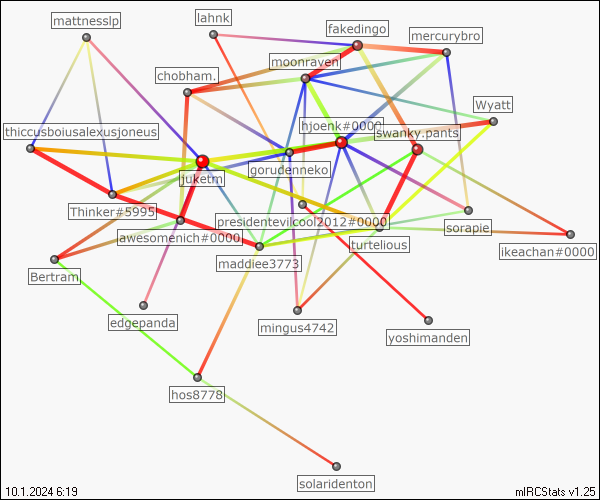 mattnesslp
lahnk
fakedingo
mercurybro
moonraven
chobham.
Wyatt
thiccusboiusalexusjoneus
hjoenk#0000
swanky.pants
gorudenneko
juketm
Thinker#5995
presidentevilcool2012#0000
sorapie
awesomenich#0000
turtelious
ikeachan#0000
maddiee3773
Bertram
edgepanda
mingus4742
yoshimanden
hos8778
solaridenton
10.1.2024 6:19
mIRCStats v1.25